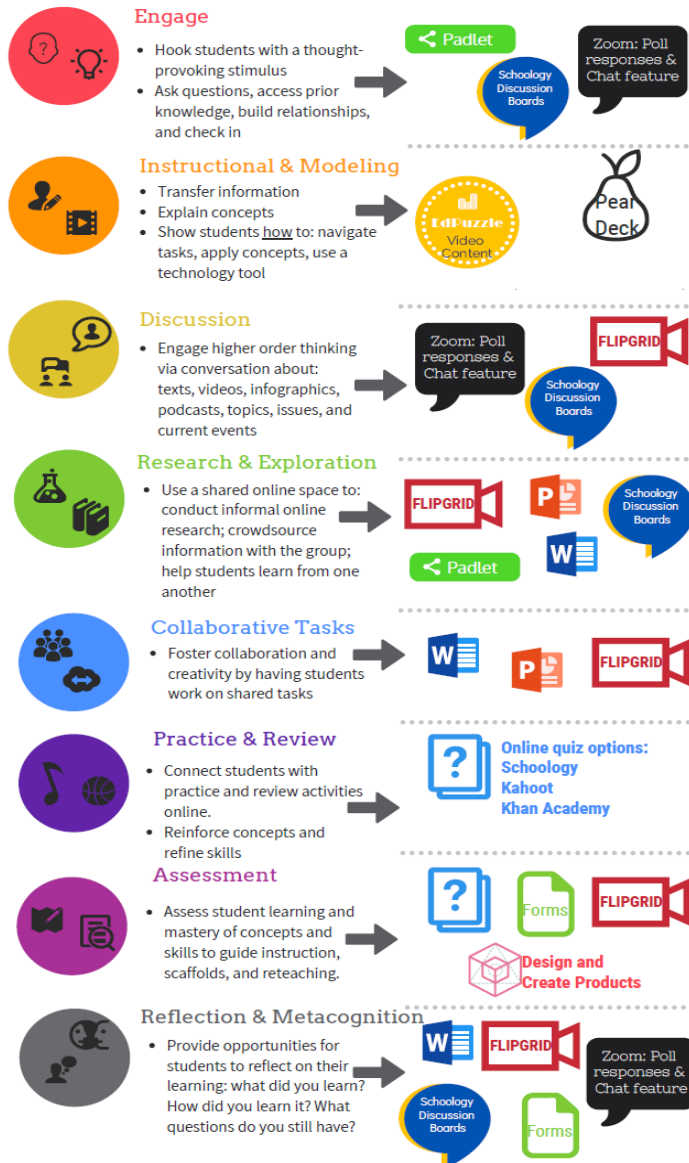 Engage
• Hook students with a thought-
provoking stimulus
• Ask questions, access prior
knowledge, build relationships,
and check in
Padlet
Schoology
Discussion
Boards
Zoom: Poll
responses &
Chat feature
Instructional & Modeling
• Transfer information
• Explain concepts
• Show students how to: navigate
tasks, apply concepts, use a
technology tool
EdPuzzle
Video
Content
Pear
Deck
Discussion
• Engage higher order thinking
via conversation about:
texts, videos, infographics,
podcasts, topics, issues, and
current events
Zoom: Poll
responses &
Chat feature
Schoology
Discussion
Boards
FLIPGRID
Research & Exploration
• Use a shared online space to:
conduct informal online
research; crowdsource
information with the group;
help students learn from one
another
FLIPGRID
P
Schoology
Discussion
Boards
W
Padlet
Collaborative Tasks
• Foster collaboration and
creativity by having students
work on shared tasks
W
P
FLIPGRID
Practice & Review
• Connect students with
practice and review activities
online.
• Reinforce concepts and
refine skills
?
Online quiz options:
Schoology
Kahoot
Khan Academy
Assessment
• Assess student learning and
mastery of concepts and
skills to guide instruction,
scaffolds, and reteaching.
?
Forms
FLIPGRID
Design and
Create Products
Reflection & Metacognition
• Provide opportunities for
students to reflect on their
learning: what did you learn?
How did you learn it? What
questions do you still have?
W
FLIPGRID
Zoom: Poll
responses &
Chat feature
Schoology
Discussion
Boards
Forms